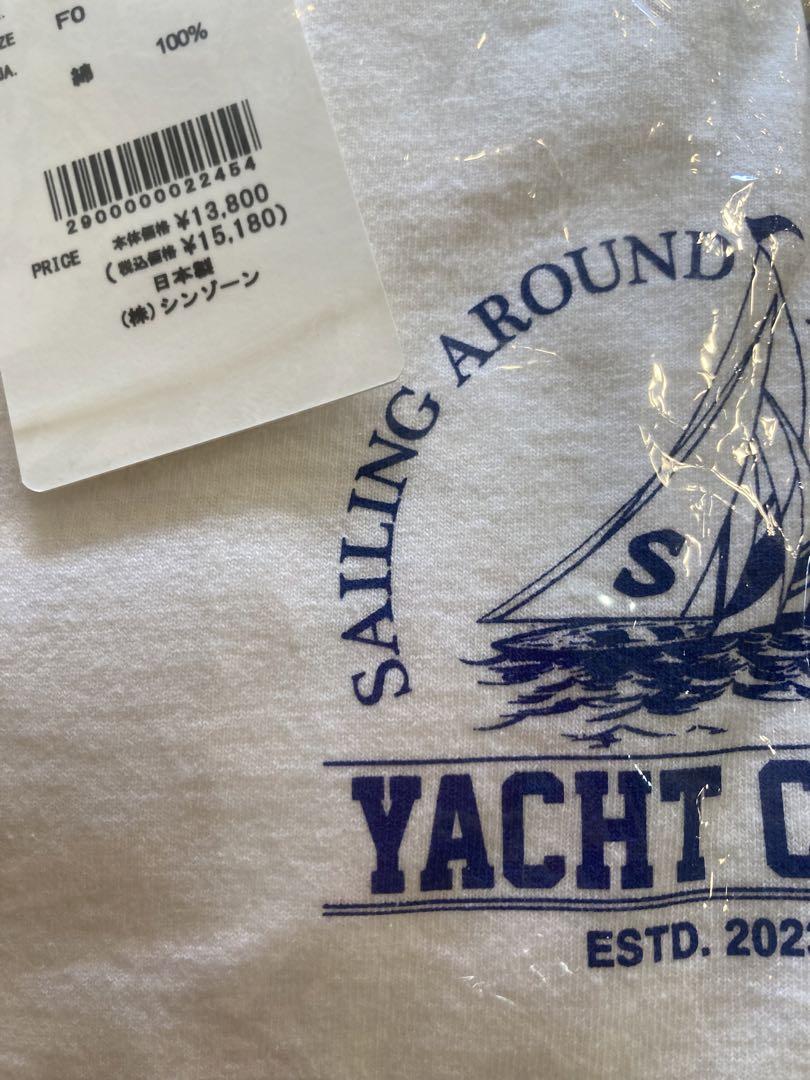 ZE F0
A. 綿 100%
2900000022454
PRICE 本体価格 ¥13,800
(税込価格 ¥15,180)
日本製
(株)シンゾーン
SAILING AROUND
S
YACHT C
ESTD. 2023